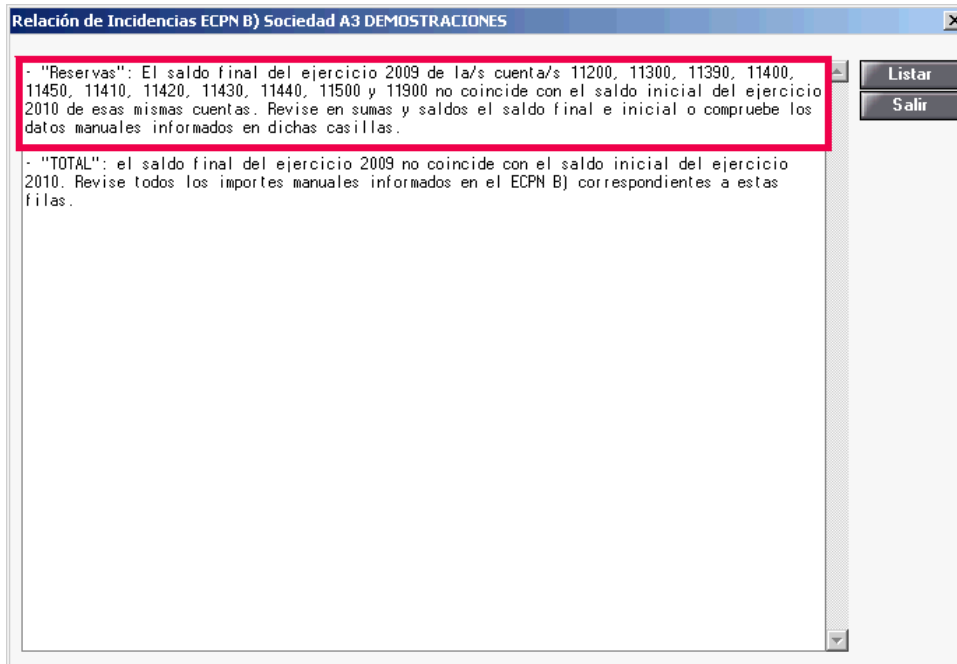 Relación de Incidencias ECPN B) Sociedad A3 DEMOSTRACIONES
- "Reservas": El saldo final del ejercicio 2009 de la/s cuenta/s 11200, 11300, 11390, 11400,
11450, 11410, 11420, 11430, 11440, 11500 y 11900 no coincide con el saldo inicial del ejercicio
2010 de esas mismas cuentas. Revise en sumas y saldos el saldo final e inicial o compruebe los
datos manuales informados en dichas casillas.
- "TOTAL": el saldo final del ejercicio 2009 no coincide con el saldo inicial del ejercicio
2010. Revise todos los importes manuales informados en el ECPN B) correspondientes a estas
filas.
Listar
Salir